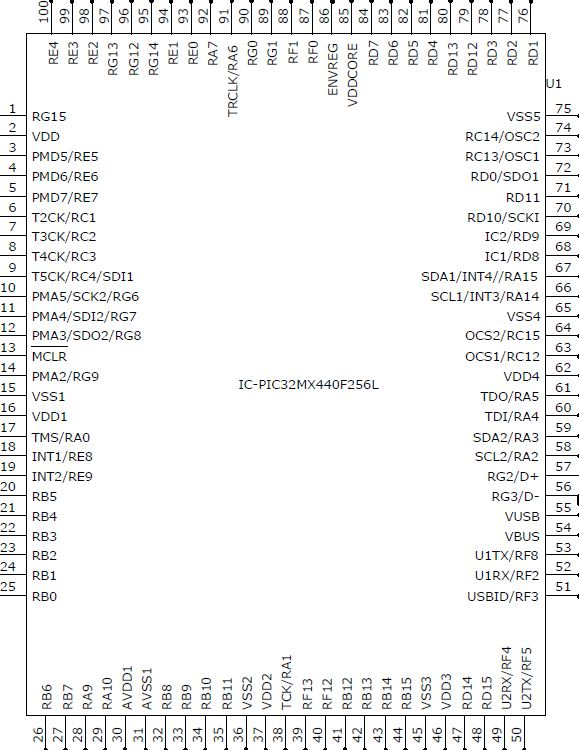 100 99 98 97 96 95 94 93 92 91 90 89 88 87 86 85 84 83 82 81 80 79 78 77 76
RE4 RE3 RE2 RG13 RG12 RG14 RE1 RE0 RA7 TRCLK/RA6 RG0 RG1 RF1 RF0 ENVREG VDDCORE RD7 RD6 RD5 RD4 RD13 RD12 RD3 RD2 RD1
U1
1 RG15 VSS5 75
2 VDD RC14/OSC2 74
3 PMD5/RE5 RC13/OSC1 73
4 PMD6/RE6 RD0/SDO1 72
5 PMD7/RE7 RD11 71
6 T2CK/RC1 RD10/SCKI 70
7 T3CK/RC2 IC2/RD9 69
8 T4CK/RC3 IC1/RD8 68
9 T5CK/RC4/SDI1 SDA1/INT4//RA15 67
10 PMA5/SCK2/RG6 SCL1/INT3/RA14 66
11 PMA4/SDI2/RG7 VSS4 65
12 PMA3/SDO2/RG8 OCS2/RC15 64
13 MCLR OCS1/RC12 63
14 PMA2/RG9 VDD4 62
IC-PIC32MX440F256L
15 VSS1 TDO/RA5 61
16 VDD1 TDI/RA4 60
17 TMS/RA0 SDA2/RA3 59
18 INT1/RE8 SCL2/RA2 58
19 INT2/RE9 RG2/D+ 57
20 RB5 RG3/D- 56
21 RB4 VUSB 55
22 RB3 VBUS 54
23 RB2 U1TX/RF8 53
24 RB1 U1RX/RF2 52
25 RB0 USBID/RF3 51
RB6 RB7 RA9 RA10 AVDD1 AVSS1 RB8 RB9 RB10 RB11 VSS2 VDD2 TCK/RA1 RF13 RF12 RB12 RB13 RB14 RB15 VSS3 VDD3 RD14 RD15 U2RX/RF4 U2TX/RF5
26 27 28 29 30 31 32 33 34 35 36 37 38 39 40 41 42 43 44 45 46 47 48 49 50